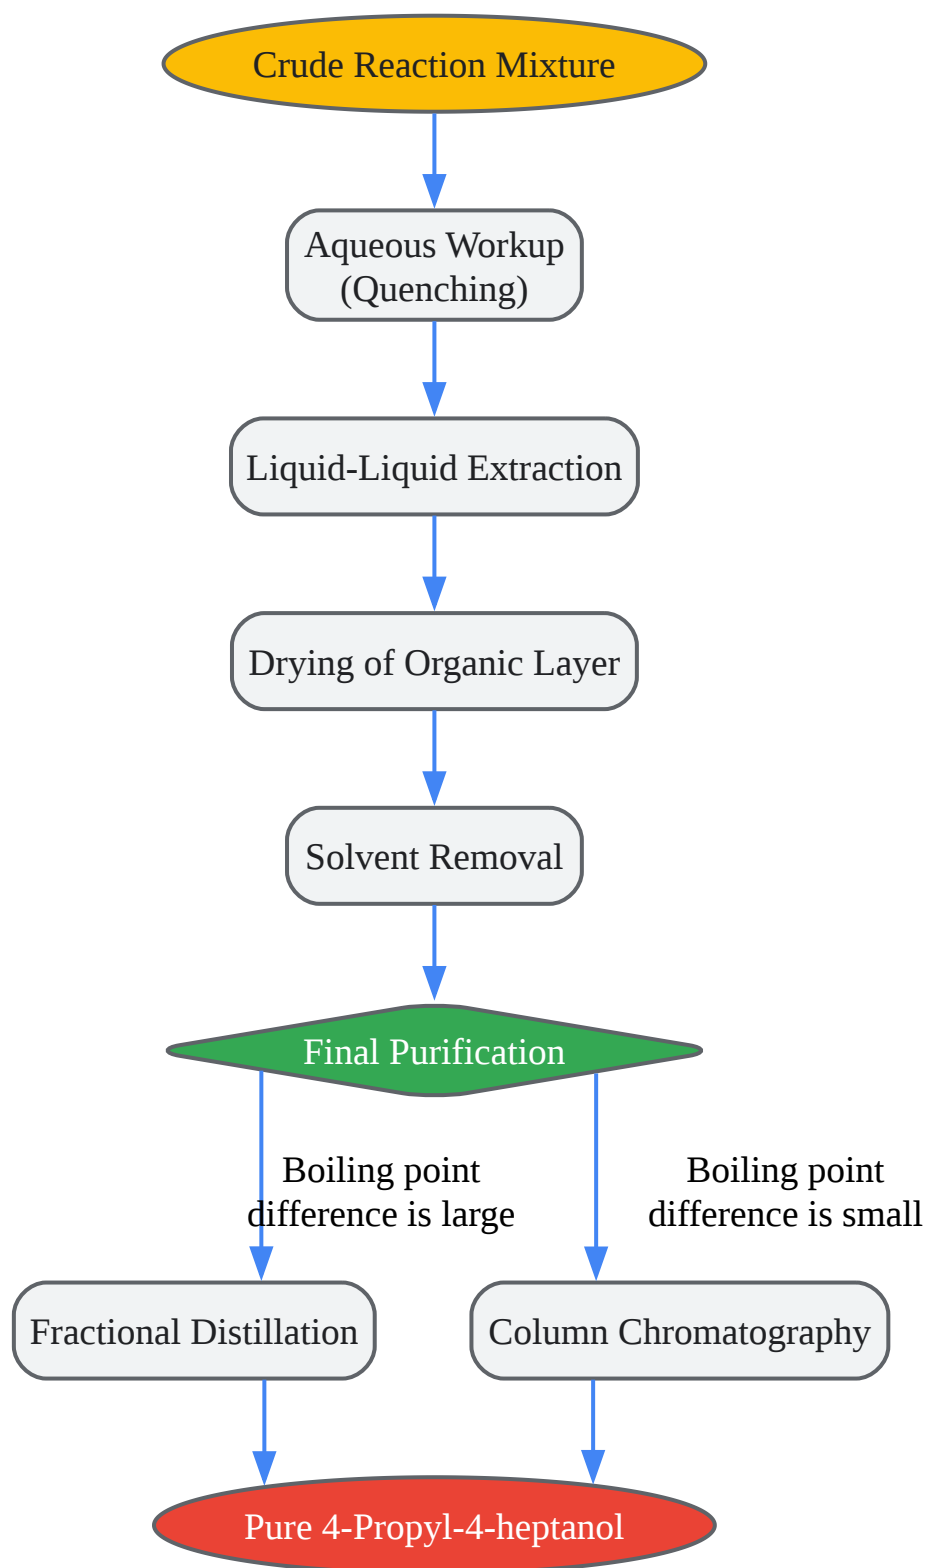 Crude Reaction Mixture
Aqueous Workup
(Quenching)
Liquid-Liquid Extraction
Drying of Organic Layer
Solvent Removal
Final Purification
Boiling point
difference is large
Boiling point
difference is small
Fractional Distillation
Column Chromatography
Pure 4-Propyl-4-heptanol